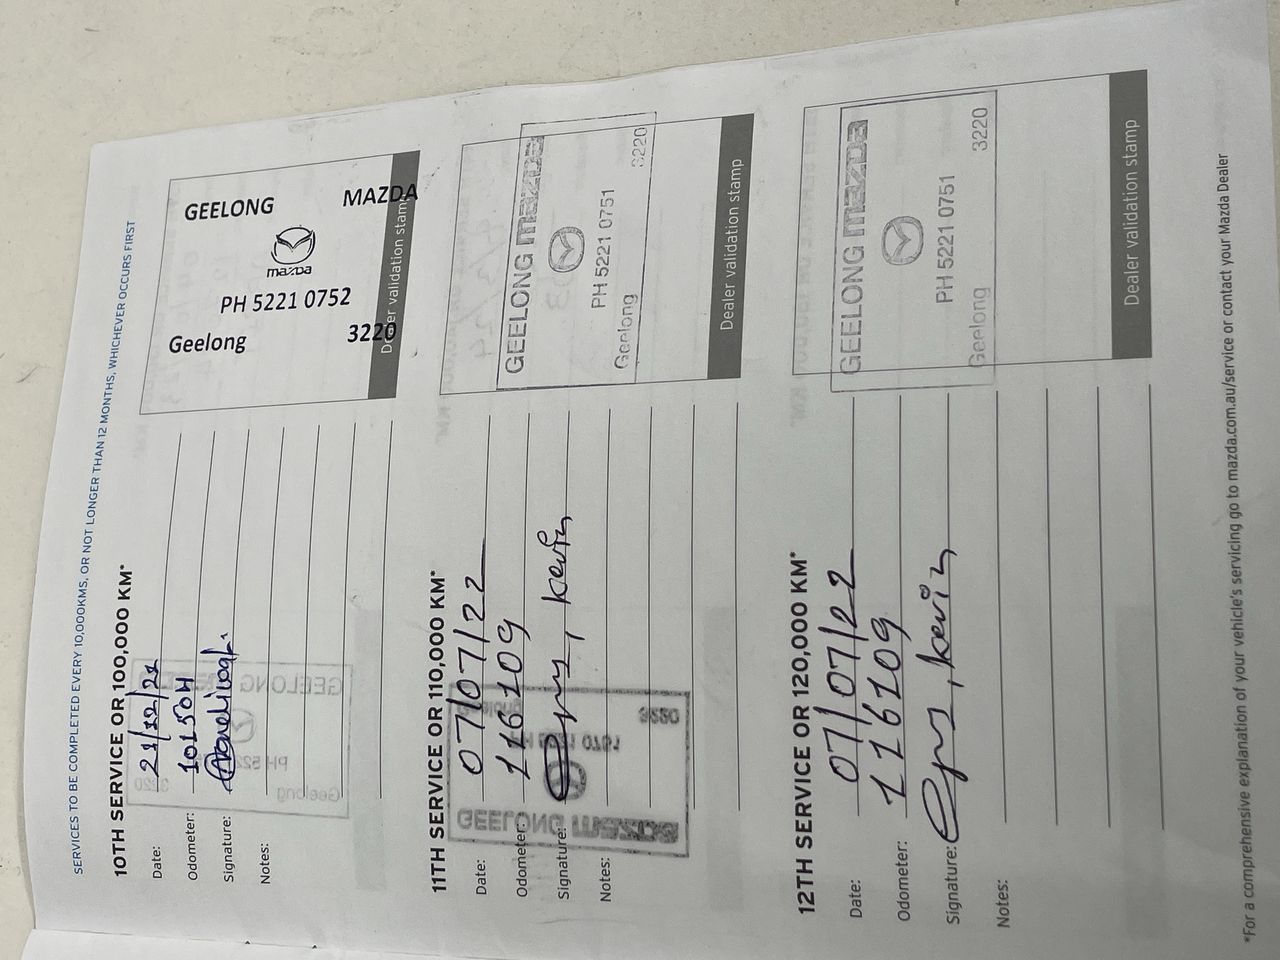 SERVICES TO BE COMPLETED EVERY 10,000KMS, OR NOT LONGER THAN 12 MONTHS, WHICHEVER OCCURS FIRST
10TH SERVICE OR 100,000 KM*
Date: 21/12/21
Odometer: 101504
Signature:
Notes:
GEELONG MAZDA
mazda
PH 5221 0752
Geelong 3220
Dealer validation stamp
11TH SERVICE OR 110,000 KM*
Date: 07/07/22
Odometer: 116109
Signature: , kevin
Notes:
GEELONG mazda
PH 5221 0751
Geelong 3220
Dealer validation stamp
12TH SERVICE OR 120,000 KM*
Date: 07/07/22
Odometer: 116109
Signature: , kevin
Notes:
GEELONG mazda
PH 5221 0751
Geelong 3220
Dealer validation stamp
*For a comprehensive explanation of your vehicle's servicing go to mazda.com.au/service or contact your Mazda Dealer